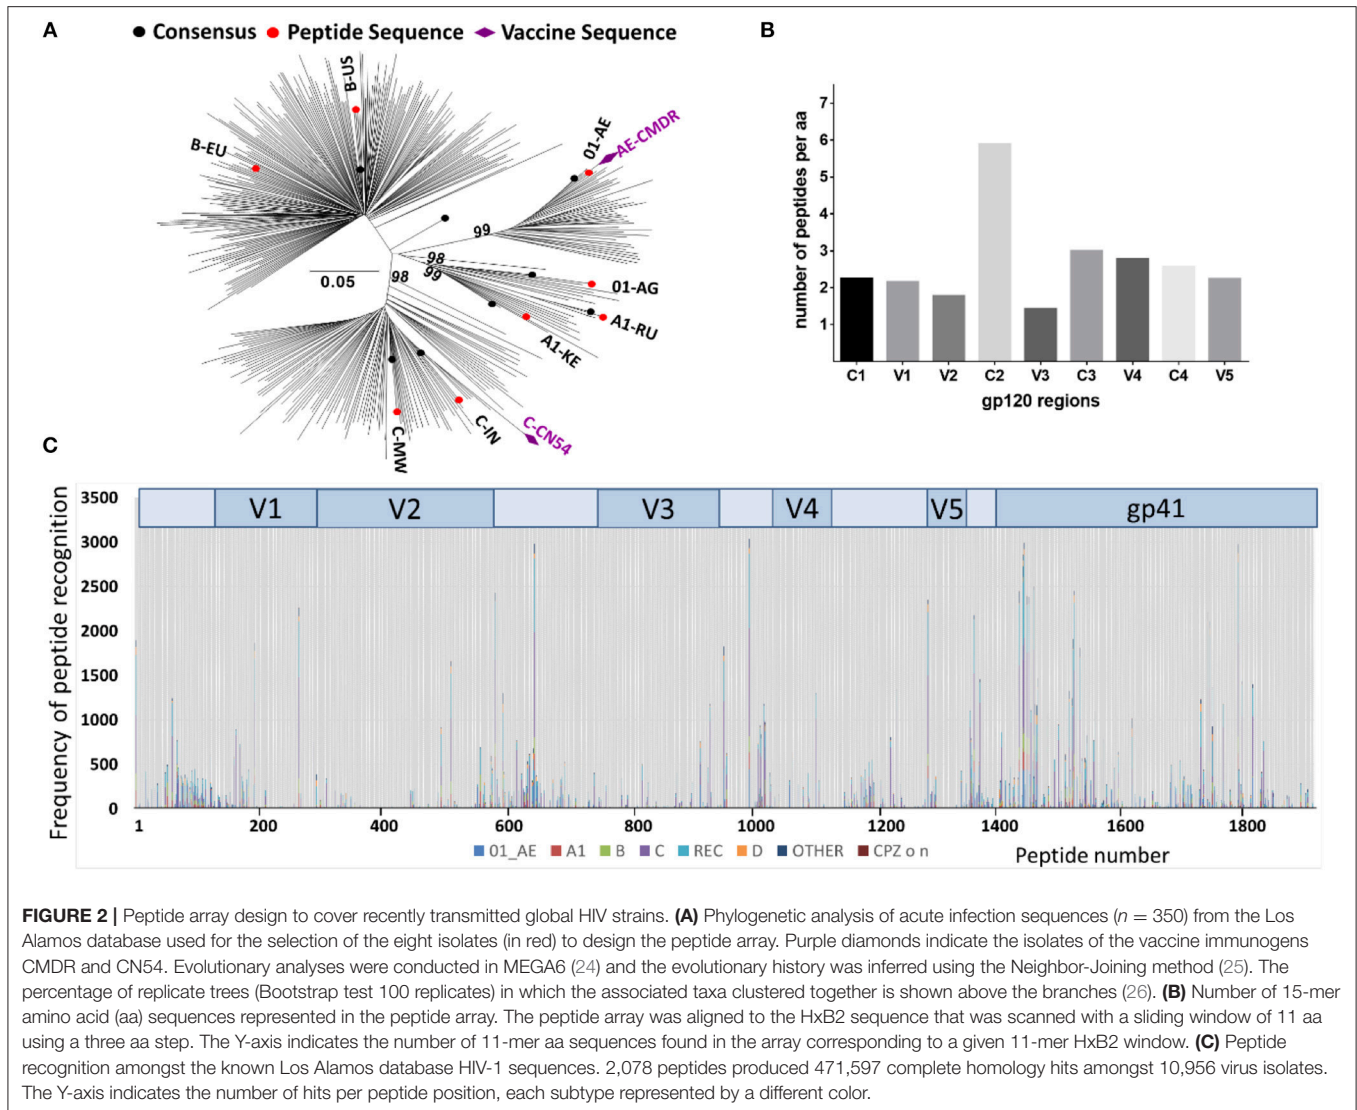 A
Consensus Peptide Sequence Vaccine Sequence
B-US
B-EU
01-AE
AE-CMDR
99
98
99
98
0.05
01-AG
A1-RU
A1-KE
C-IN
C-MW
C-CN54
B
number of peptides per aa
7
6
5
4
3
2
1
C1 V1 V2 C2 V3 C3 V4 C4 V5
gp120 regions
C
Frequency of peptide recognition
3500
3000
2500
2000
1500
1000
500
0
V1 V2 V3 V4 V5 gp41
1 200 400 600 800 1000 1200 1400 1600 1800
01_AE A1 B C REC D OTHER CPZ o n
Peptide number
FIGURE 2 | Peptide array design to cover recently transmitted global HIV strains. (A) Phylogenetic analysis of acute infection sequences (n = 350) from the Los
Alamos database used for the selection of the eight isolates (in red) to design the peptide array. Purple diamonds indicate the isolates of the vaccine immunogens
CMDR and CN54. Evolutionary analyses were conducted in MEGA6 (24) and the evolutionary history was inferred using the Neighbor-Joining method (25). The
percentage of replicate trees (Bootstrap test 100 replicates) in which the associated taxa clustered together is shown above the branches (26). (B) Number of 15-mer
amino acid (aa) sequences represented in the peptide array. The peptide array was aligned to the HxB2 sequence that was scanned with a sliding window of 11 aa
using a three aa step. The Y-axis indicates the number of 11-mer aa sequences found in the array corresponding to a given 11-mer HxB2 window. (C) Peptide
recognition amongst the known Los Alamos database HIV-1 sequences. 2,078 peptides produced 471,597 complete homology hits amongst 10,956 virus isolates.
The Y-axis indicates the number of hits per peptide position, each subtype represented by a different color.